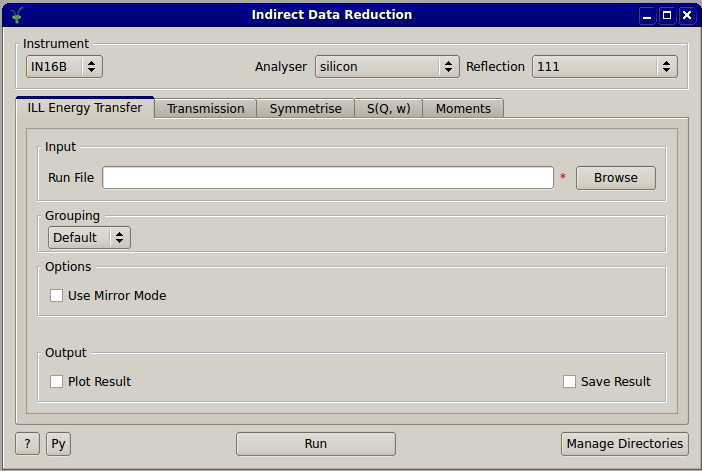 Indirect Data Reduction
Instrument
IN16B Analyser silicon Reflection 111
ILL Energy Transfer Transmission Symmetrise S(Q, w) Moments
Input
Run File * Browse
Grouping
Default
Options
Use Mirror Mode
Output
Plot Result Save Result
? Py Run Manage Directories